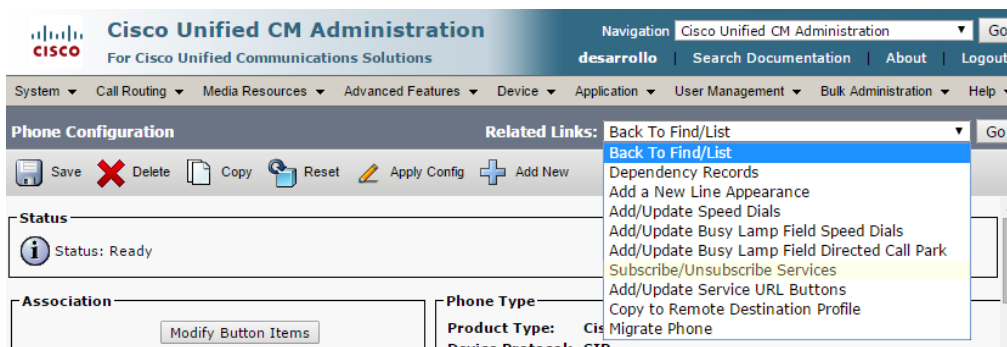 Cisco Unified CM Administration
CISCO
For Cisco Unified Communications Solutions
Navigation Cisco Unified CM Administration Go
desarrollo | Search Documentation | About | Logout
System Call Routing Media Resources Advanced Features Device Application User Management Bulk Administration Help
Phone Configuration Related Links: Back To Find/List Go
Save Delete Copy Reset Apply Config Add New
Back To Find/List
Dependency Records
Add a New Line Appearance
Add/Update Speed Dials
Add/Update Busy Lamp Field Speed Dials
Add/Update Busy Lamp Field Directed Call Park
Subscribe/Unsubscribe Services
Add/Update Service URL Buttons
Copy to Remote Destination Profile
Migrate Phone
Status
i Status: Ready
Association
Modify Button Items
Phone Type
Product Type: